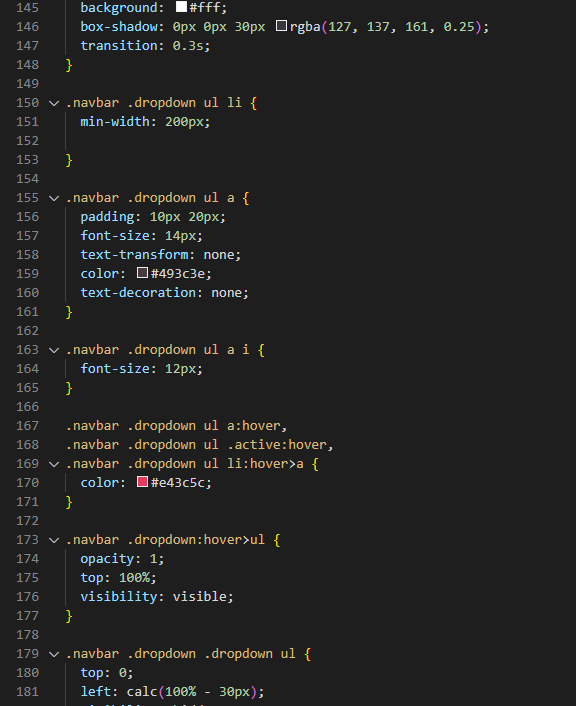 145 background: #fff;
146 box-shadow: 0px 0px 30px rgba(127, 137, 161, 0.25);
147 transition: 0.3s;
148 }
149
150 .navbar .dropdown ul li {
151 min-width: 200px;
152
153 }
154
155 .navbar .dropdown ul a {
156 padding: 10px 20px;
157 font-size: 14px;
158 text-transform: none;
159 color: #493c3e;
160 text-decoration: none;
161 }
162
163 .navbar .dropdown ul a i {
164 font-size: 12px;
165 }
166
167 .navbar .dropdown ul a:hover,
168 .navbar .dropdown ul .active:hover,
169 .navbar .dropdown ul li:hover>a {
170 color: #e43c5c;
171 }
172
173 .navbar .dropdown:hover>ul {
174 opacity: 1;
175 top: 100%;
176 visibility: visible;
177 }
178
179 .navbar .dropdown .dropdown ul {
180 top: 0;
181 left: calc(100% - 30px);